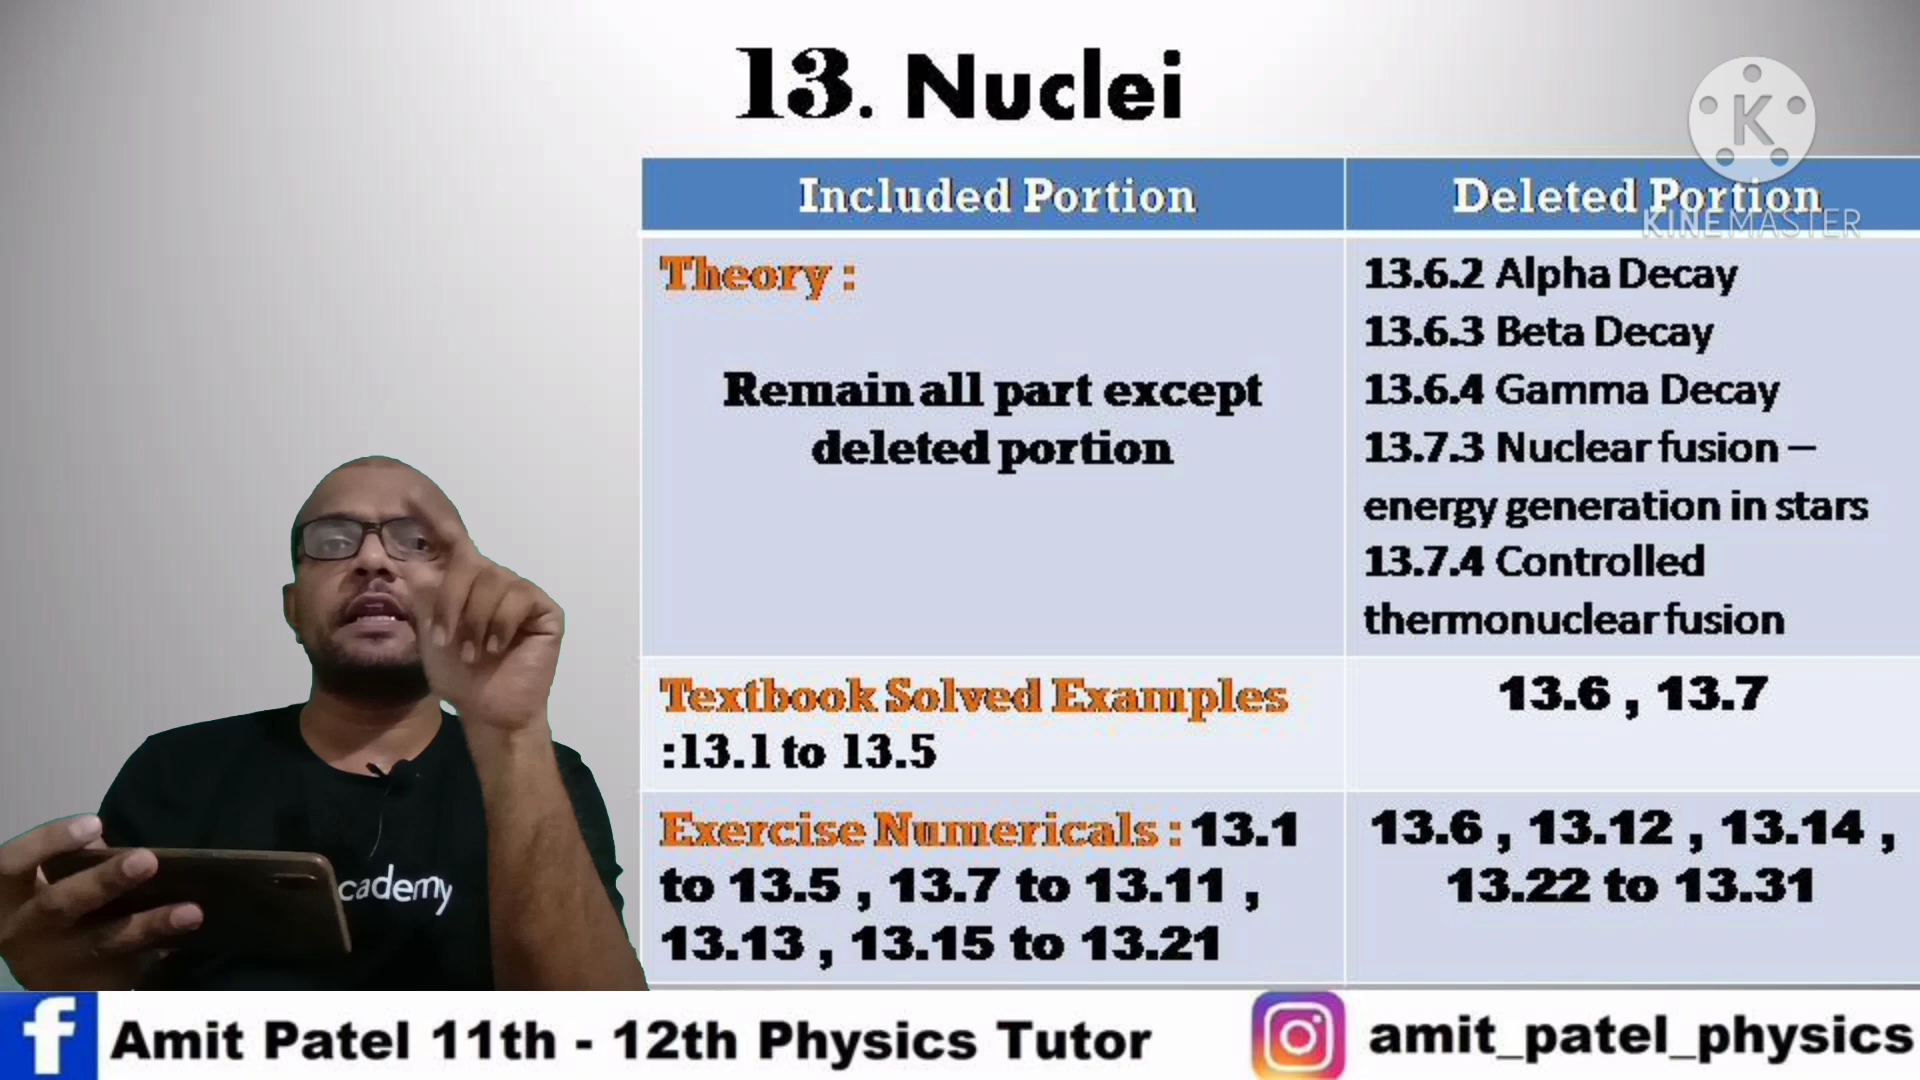 13. Nuclei
K
KINEMASTER
Included Portion
Deleted Portion
Theory :
Remain all part except
deleted portion
13.6.2 Alpha Decay
13.6.3 Beta Decay
13.6.4 Gamma Decay
13.7.3 Nuclear fusion –
energy generation in stars
13.7.4 Controlled
thermonuclear fusion
Textbook Solved Examples
:13.1 to 13.5
13.6 , 13.7
Exercise Numericals : 13.1
to 13.5 , 13.7 to 13.11 ,
13.13 , 13.15 to 13.21
13.6 , 13.12 , 13.14 ,
13.22 to 13.31
cademy
f Amit Patel 11th - 12th Physics Tutor
amit_patel_physics